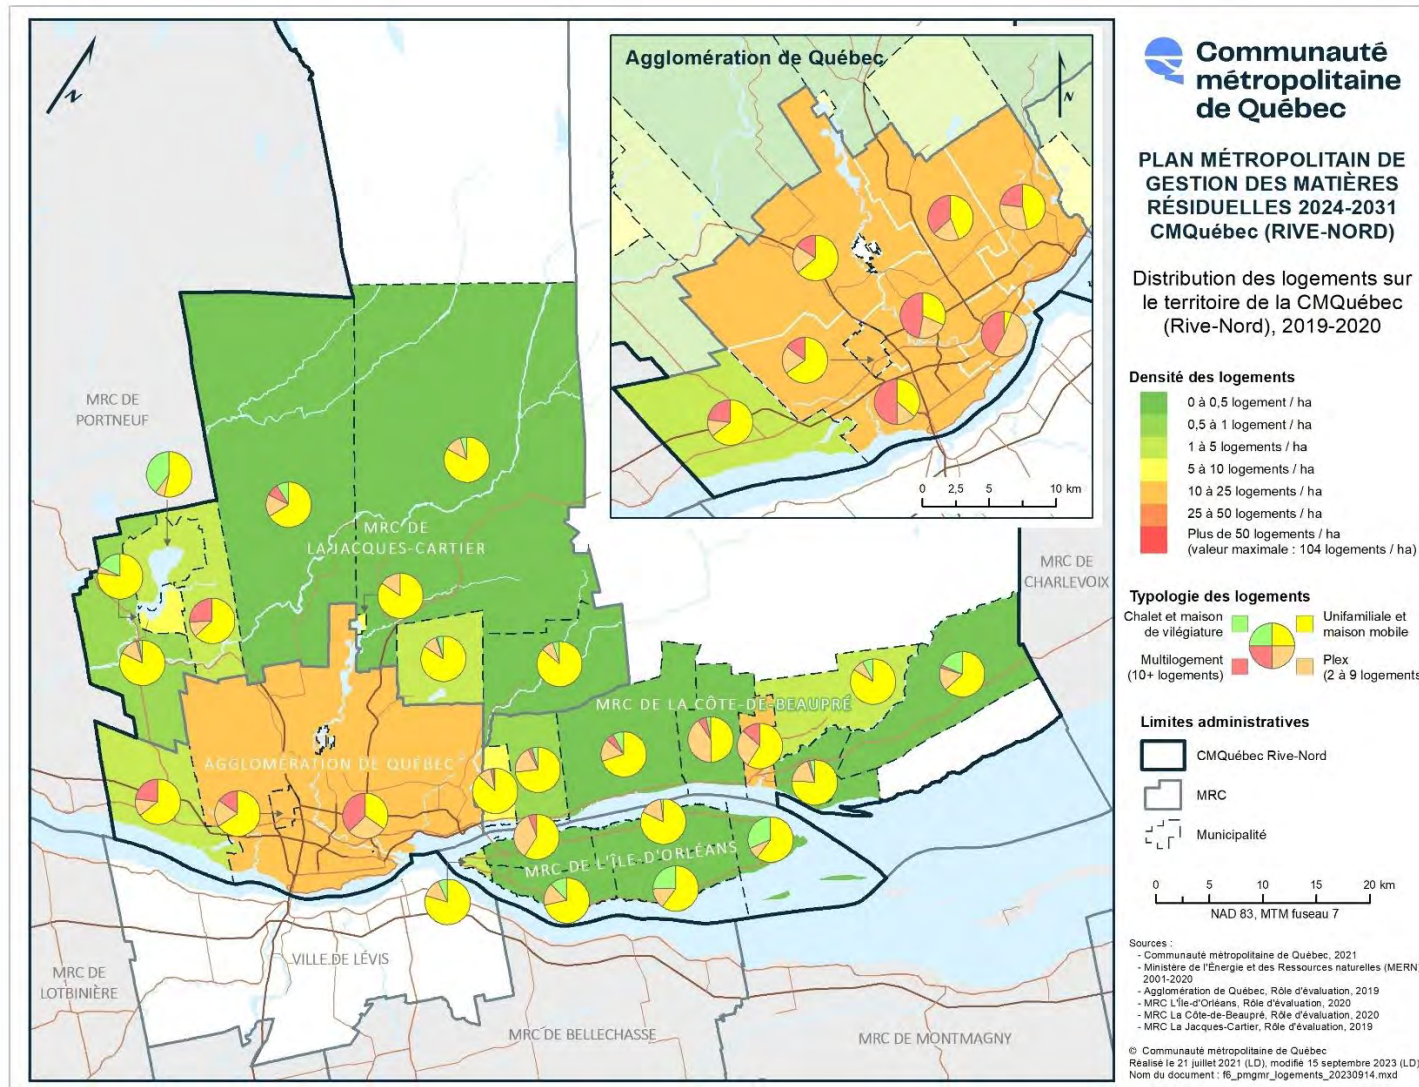 Communauté
métropolitaine
de Québec
PLAN MÉTROPOLITAIN DE
GESTION DES MATIÈRES
RÉSIDUELLES 2024-2031
CMQuébec (RIVE-NORD)
Distribution des logements sur
le territoire de la CMQuébec
(Rive-Nord), 2019-2020
Densité des logements
0 à 0,5 logement / ha
0,5 à 1 logement / ha
1 à 5 logements / ha
5 à 10 logements / ha
10 à 25 logements / ha
25 à 50 logements / ha
Plus de 50 logements / ha
(valeur maximale : 104 logements / ha)
Typologie des logements
Chalet et maison
de vilégiature
Unifamiliale et
maison mobile
Multilogement
(10+ logements)
Plex
(2 à 9 logements
Limites administratives
CMQuébec Rive-Nord
MRC
Municipalité
0 5 10 15 20 km
NAD 83, MTM fuseau 7
Sources :
- Communauté métropolitaine de Québec, 2021
- Ministère de l'Énergie et des Ressources naturelles (MERN
2001-2020
- Agglomération de Québec, Rôle d'évaluation, 2019
- MRC L'Île-d'Orléans, Rôle d'évaluation, 2020
- MRC La Côte-de-Beaupré, Rôle d'évaluation, 2020
- MRC La Jacques-Cartier, Rôle d'évaluation, 2019
© Communauté métropolitaine de Québec
Réalisé le 21 juillet 2021 (LD), modifié 15 septembre 2023 (LD)
Nom du document : f6_pmgmr_logements_20230914.mxd
N
Agglomération de Québec
N
0 2,5 5 10 km
MRC DE
PORTNEUF
MRC DE
LA JACQUES-CARTIER
MRC DE
CHARLEVOIX
MRC DE LA CÔTE-DE-BEAUPRÉ
AGGLOMÉRATION DE QUÉBEC
MRC DE L'ÎLE-D'ORLÉANS
VILLE DE LÉVIS
MRC DE
LOTBINIÈRE
MRC DE BELLECHASSE
MRC DE MONTMAGNY